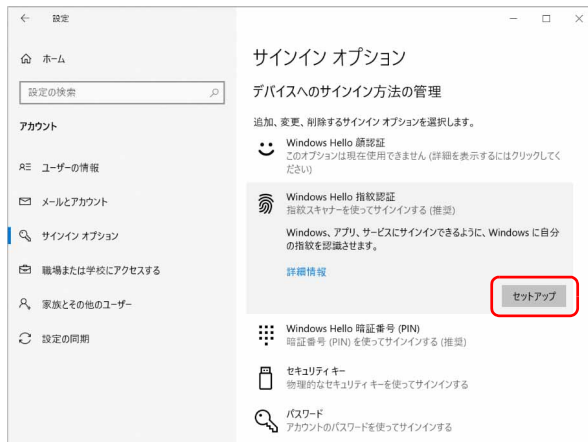 設定
ホーム
設定の検索
アカウント
ユーザーの情報
メールとアカウント
サインイン オプション
職場または学校にアクセスする
家族とその他のユーザー
設定の同期
サインイン オプション
デバイスへのサインイン方法の管理
追加、変更、削除するサインイン オプションを選択します。
Windows Hello 顔認証
このオプションは現在使用できません (詳細を表示するにはクリックしてく
ださい)
Windows Hello 指紋認証
指紋スキャナーを使ってサインインする (推奨)
Windows、アプリ、サービスにサインインできるように、Windows に自分
の指紋を認識させます。
詳細情報
セットアップ
Windows Hello 暗証番号 (PIN)
暗証番号 (PIN) を使ってサインインする (推奨)
セキュリティ キー
物理的なセキュリティ キーを使ってサインインする
パスワード
アカウントのパスワードを使ってサインインする